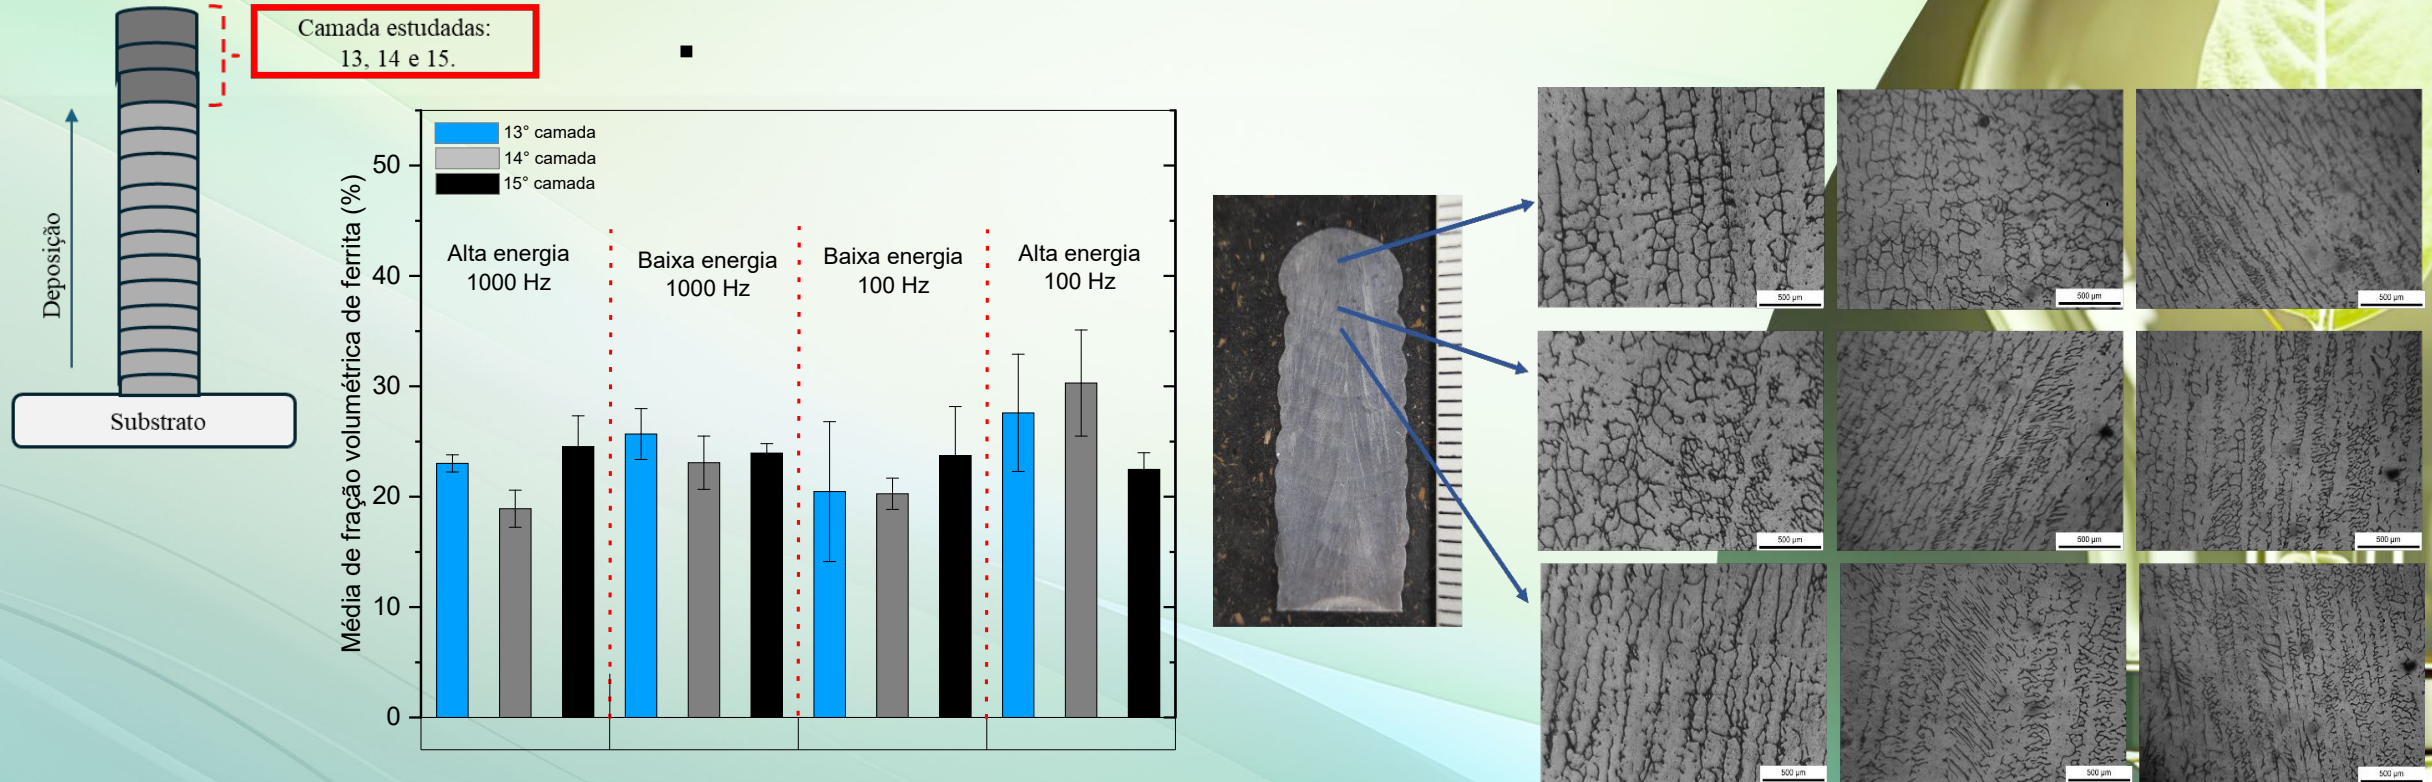 Camada estudadas:
13, 14 e 15.
Deposição
Substrato
Média de fração volumétrica de ferrita (%)
50
40
30
20
10
0
13° camada
14° camada
15° camada
Alta energia
1000 Hz
Baixa energia
1000 Hz
Baixa energia
100 Hz
Alta energia
100 Hz
500 µm
500 µm
500 µm
500 µm
500 µm
500 µm
500 µm
500 µm
500 µm